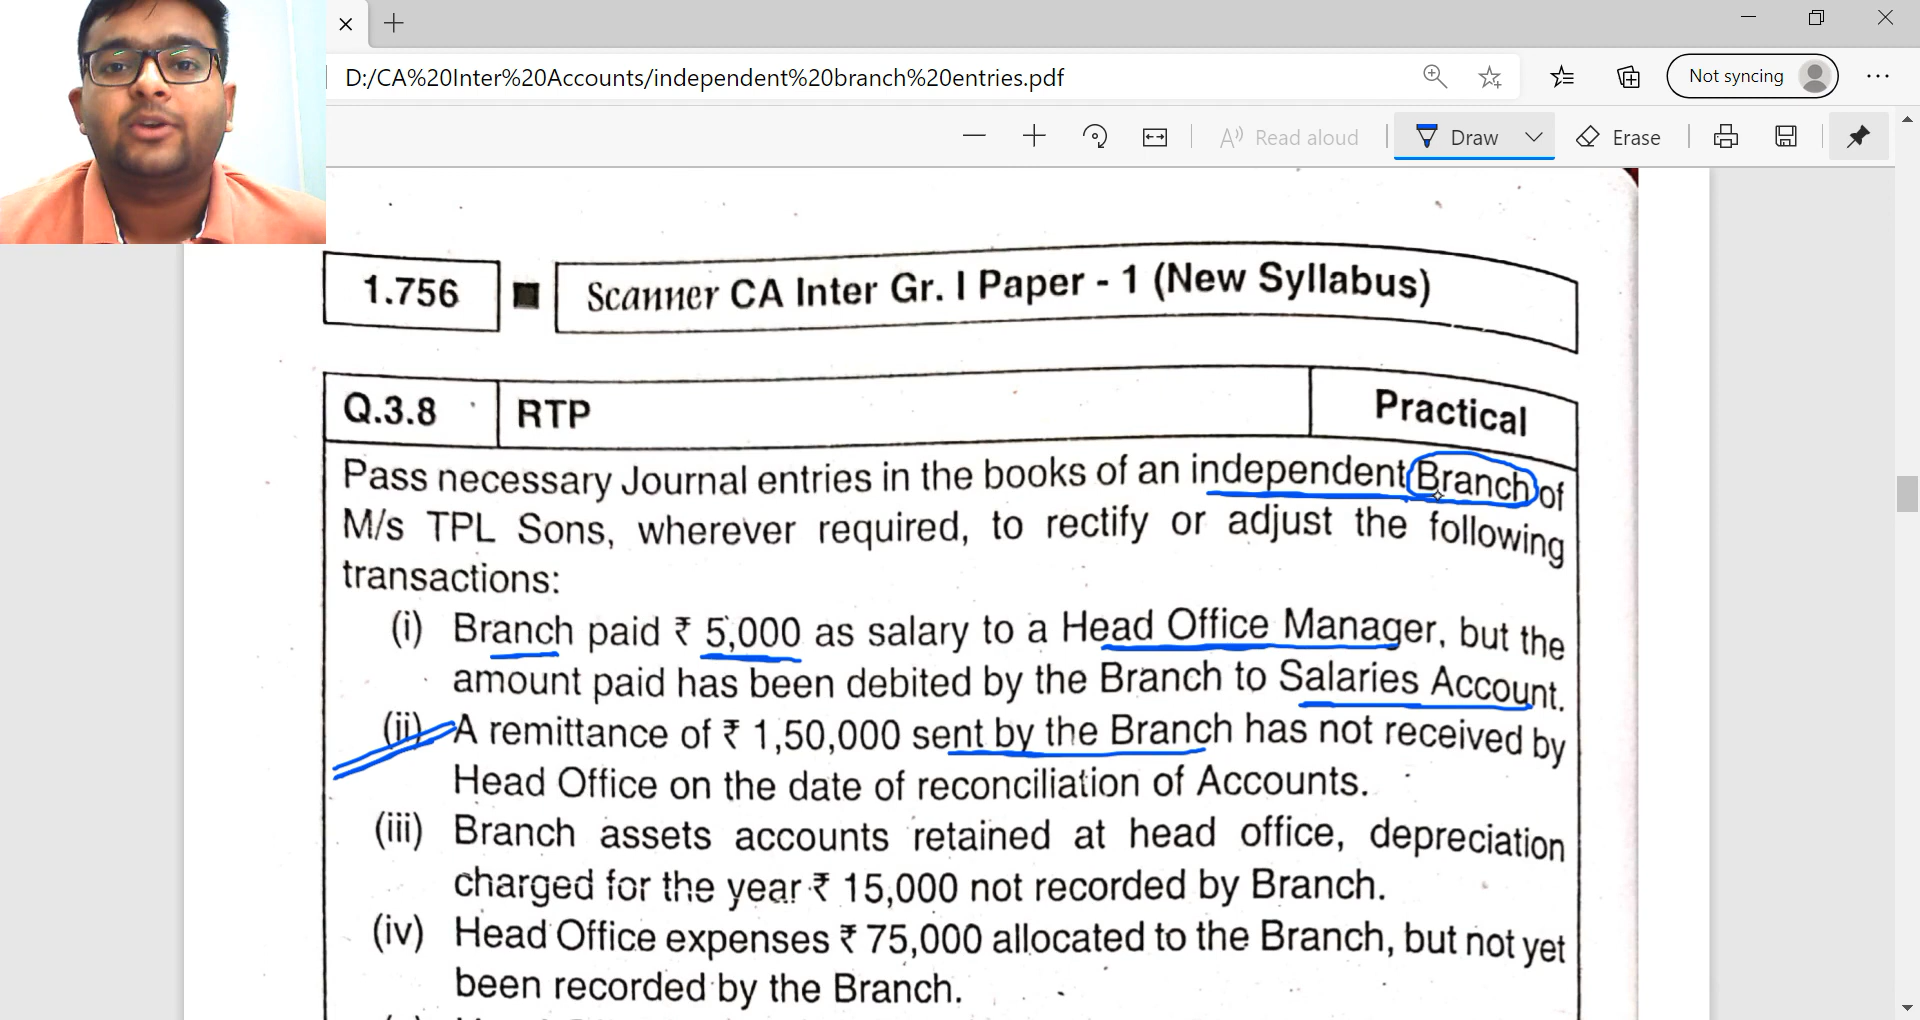 D:/CA%20Inter%20Accounts/independent%20branch%20entries.pdf
Not syncing
Read aloud
Draw
Erase
1.756
Scanner CA Inter Gr. I Paper - 1 (New Syllabus)
Q.3.8
RTP
Practical
Pass necessary Journal entries in the books of an independent Branch of
M/s TPL Sons, wherever required, to rectify or adjust the following
transactions:
(i) Branch paid ₹ 5,000 as salary to a Head Office Manager, but the
amount paid has been debited by the Branch to Salaries Account.
(ii) A remittance of ₹ 1,50,000 sent by the Branch has not received by
Head Office on the date of reconciliation of Accounts.
(iii) Branch assets accounts retained at head office, depreciation
charged for the year ₹ 15,000 not recorded by Branch.
(iv) Head Office expenses ₹ 75,000 allocated to the Branch, but not yet
been recorded by the Branch.